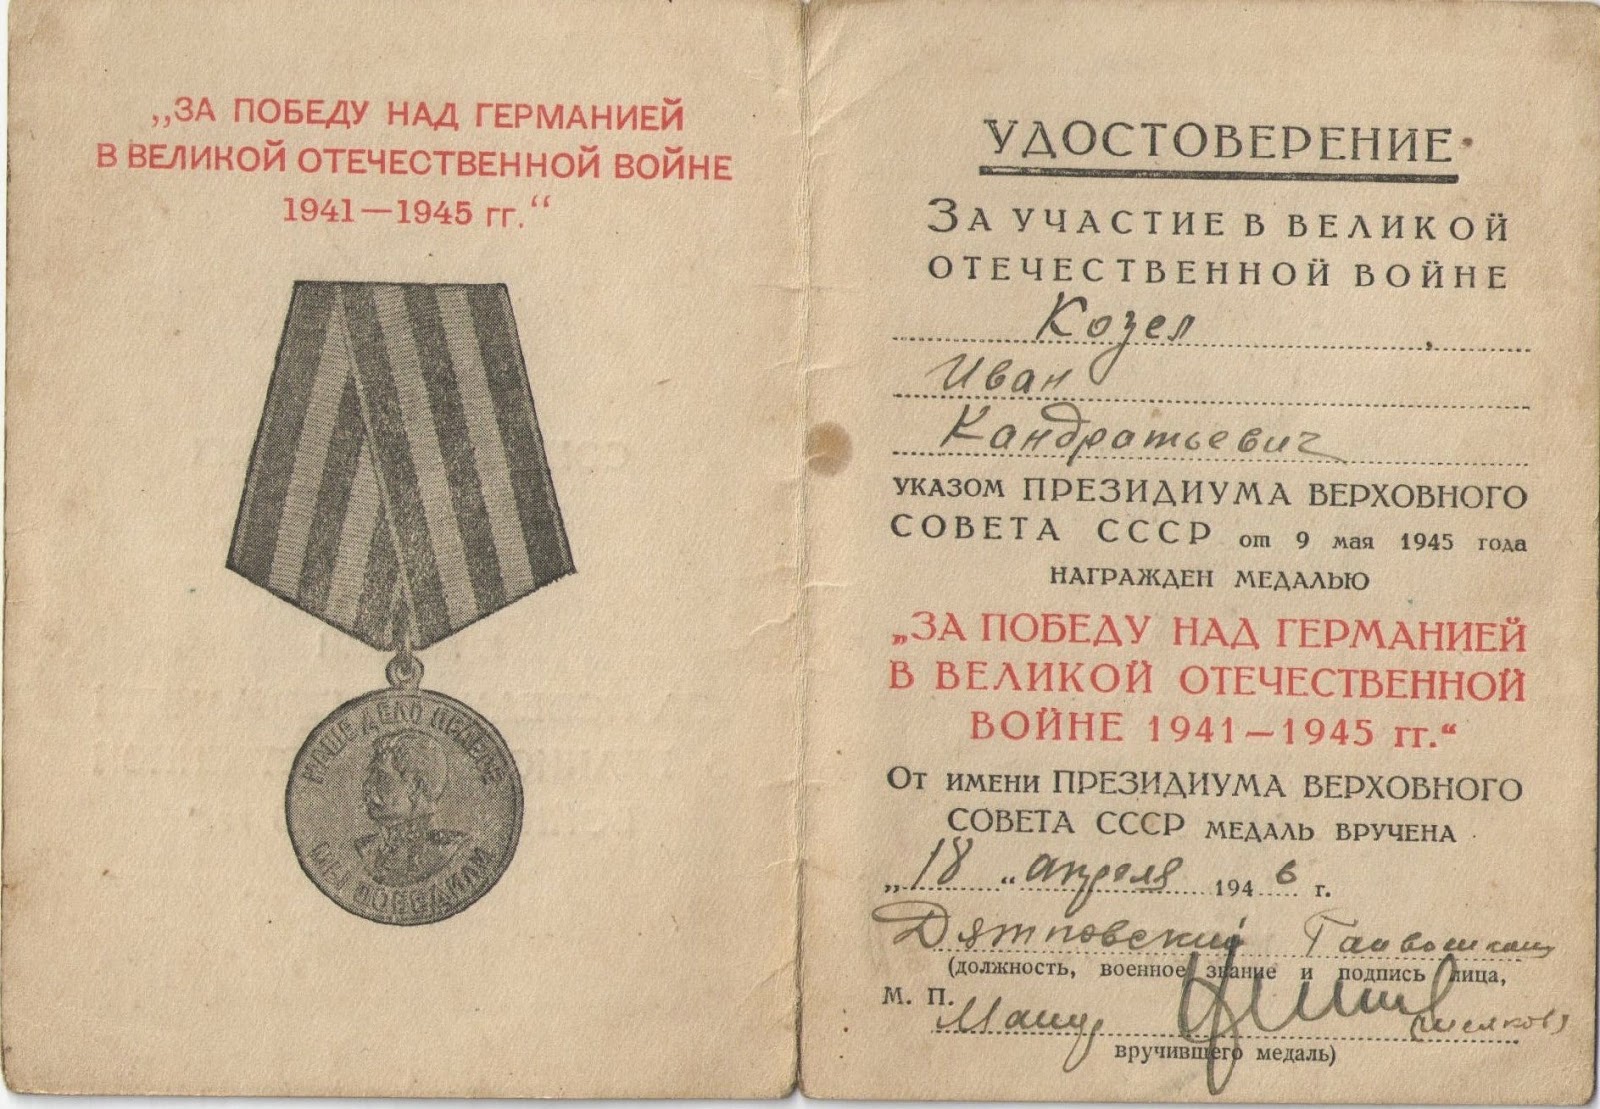 „ЗА ПОБЕДУ НАД ГЕРМАНИЕЙ
В ВЕЛИКОЙ ОТЕЧЕСТВЕННОЙ ВОЙНЕ
1941—1945 гг.“
НАШЕ ДЕЛО ПРАВОЕ
МЫ ПОБЕДИЛИ
УДОСТОВЕРЕНИЕ
ЗА УЧАСТИЕ В ВЕЛИКОЙ
ОТЕЧЕСТВЕННОЙ ВОЙНЕ
Козел
Иван
Кандратьевич
УКАЗОМ ПРЕЗИДИУМА ВЕРХОВНОГО
СОВЕТА СССР от 9 мая 1945 года
НАГРАЖДЕН МЕДАЛЬЮ
„ЗА ПОБЕДУ НАД ГЕРМАНИЕЙ
В ВЕЛИКОЙ ОТЕЧЕСТВЕННОЙ
ВОЙНЕ 1941—1945 гг.“
ОТ ИМЕНИ ПРЕЗИДИУМА ВЕРХОВНОГО
СОВЕТА СССР МЕДАЛЬ ВРУЧЕНА
„18“ апреля 1946 г.
Дятловский
(должность, военное звание и подпись лица,
М. П.
вручившего медаль)